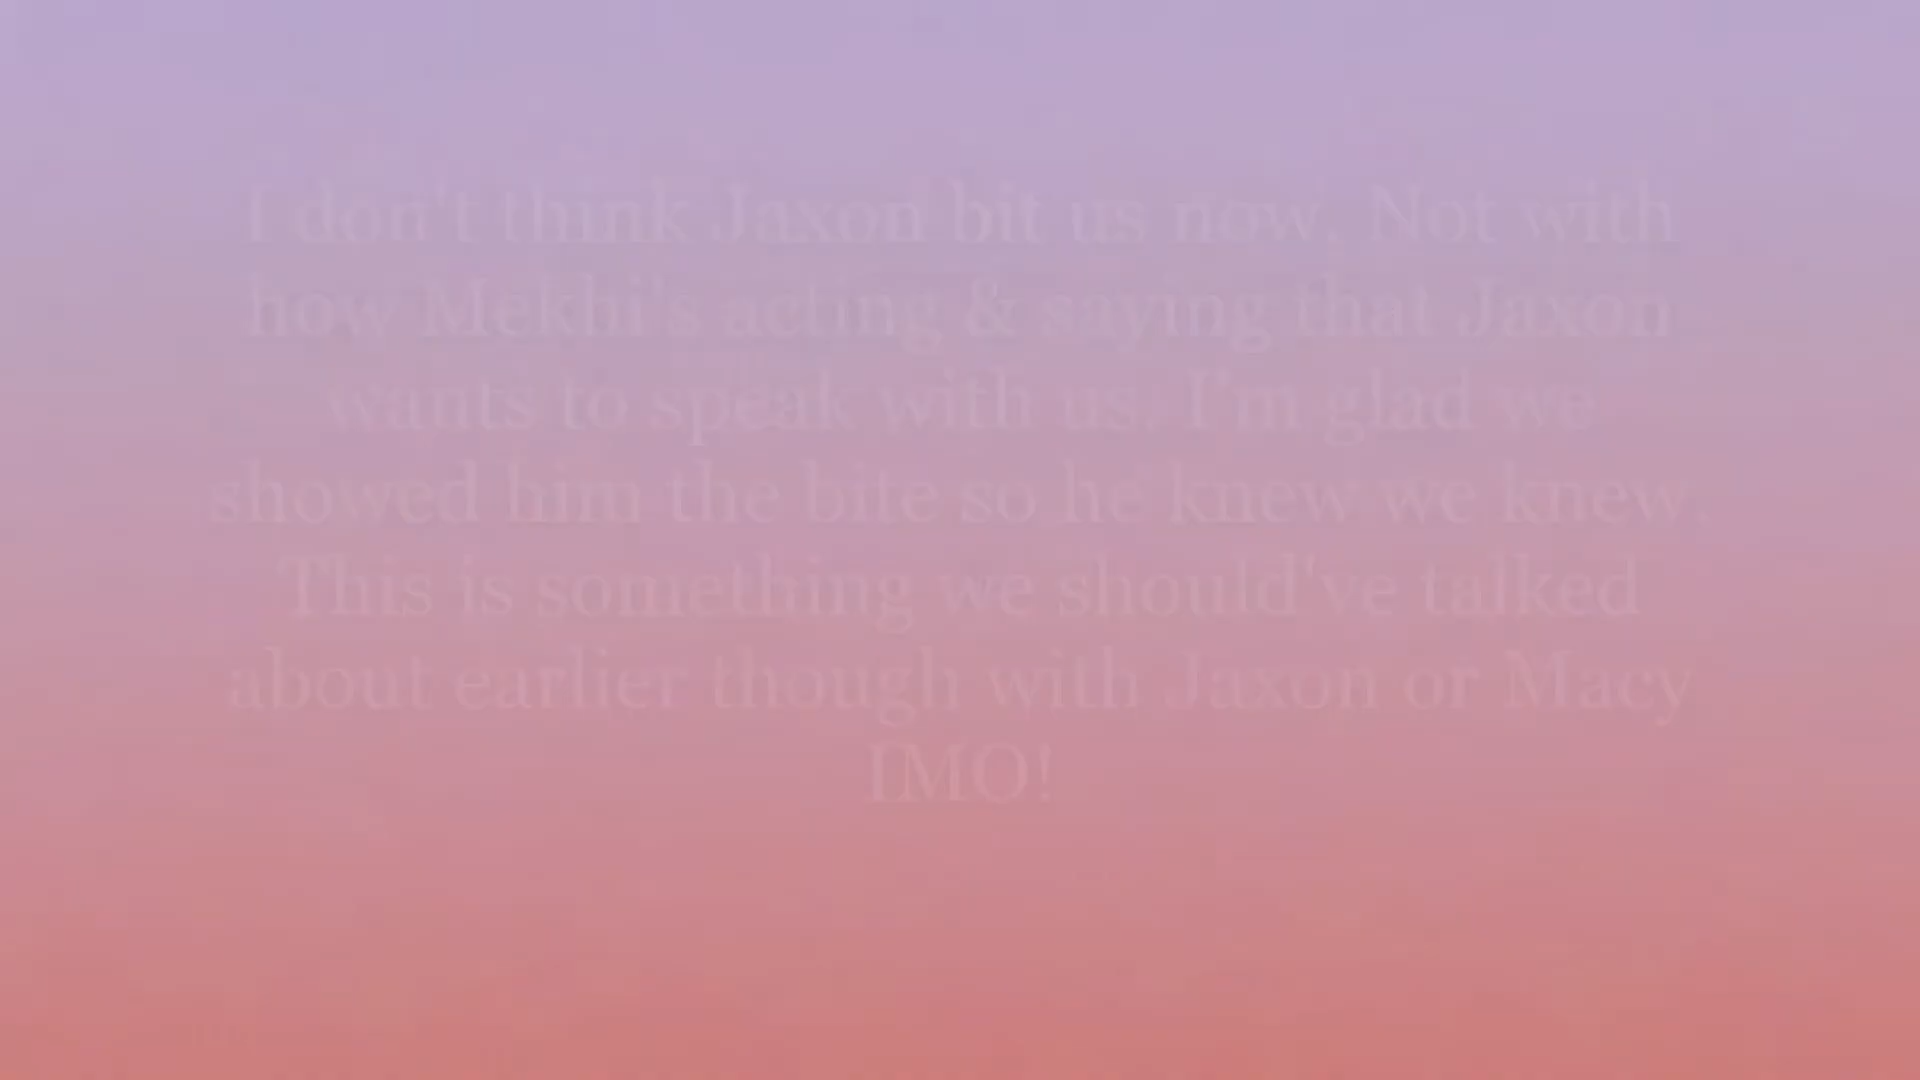 I don't think Jaxon bit us now. Not with
how Mekhi's acting & saying that Jaxon
wants to speak with us. I'm glad we
showed him the bite so he knew we knew.
This is something we should've talked
about earlier though with Jaxon or Macy
IMO!